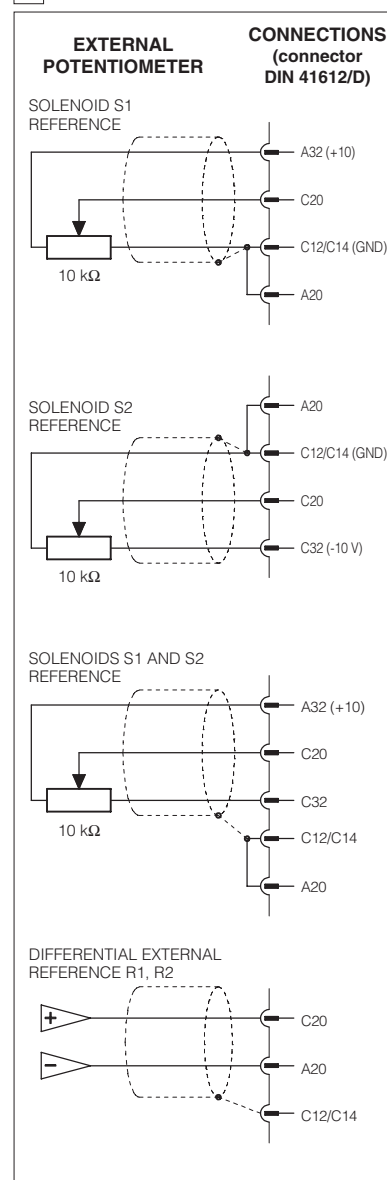 EXTERNAL
POTENTIOMETER
CONNECTIONS
(connector
DIN 41612/D)
SOLENOID S1
REFERENCE
A32 (+10)
C20
C12/C14 (GND)
10 kΩ
A20
SOLENOID S2
REFERENCE
A20
C12/C14 (GND)
C20
C32 (-10 V)
10 kΩ
SOLENOIDS S1 AND S2
REFERENCE
A32 (+10)
C20
C32
10 kΩ
C12/C14
A20
DIFFERENTIAL EXTERNAL
REFERENCE R1, R2
+
C20
−
A20
C12/C14